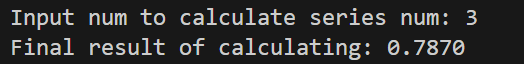 Input num to calculate series num: 3
Final result of calculating: 0.7870